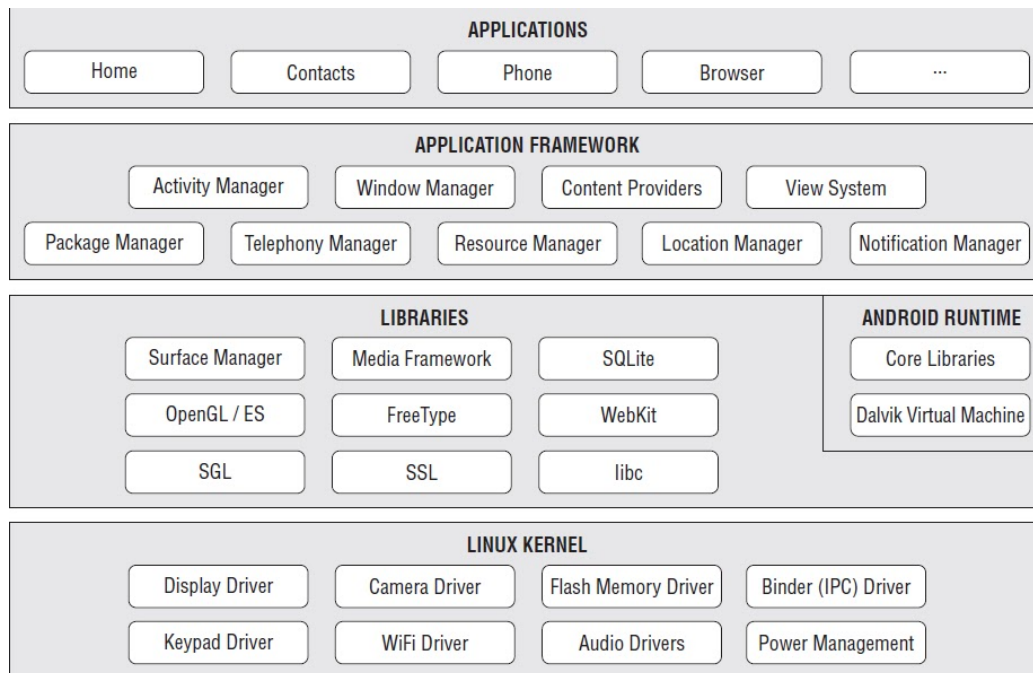 APPLICATIONS
Home
Contacts
Phone
Browser
...
APPLICATION FRAMEWORK
Activity Manager
Window Manager
Content Providers
View System
Package Manager
Telephony Manager
Resource Manager
Location Manager
Notification Manager
LIBRARIES
Surface Manager
Media Framework
SQLite
OpenGL / ES
FreeType
WebKit
SGL
SSL
libc
ANDROID RUNTIME
Core Libraries
Dalvik Virtual Machine
LINUX KERNEL
Display Driver
Camera Driver
Flash Memory Driver
Binder (IPC) Driver
Keypad Driver
WiFi Driver
Audio Drivers
Power Management